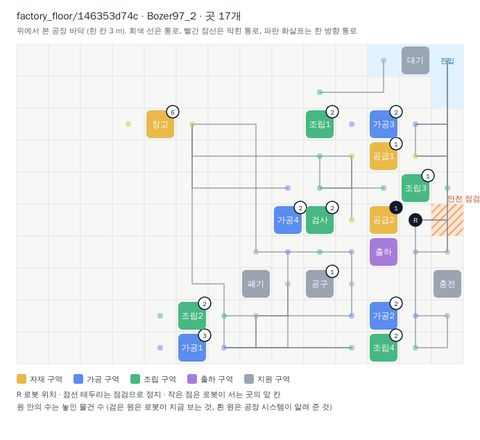 factory_floor/146353d74c · Bozer97_2 · 곳 17개
위에서 본 공장 바닥 (한 칸 3 m). 회색 선은 통로, 빨간 점선은 막힌 통로, 파란 화살표는 한 방향 통로
대기
진입
창고 6
조립1 2
가공3 2
공급1 1
조립3 1
안전 점검
가공4 2
검사 2
공급2 1
R
출하
폐기
공구 1
충전
조립2 2
가공2 2
가공1 3
조립4 2
자재 구역
가공 구역
조립 구역
출하 구역
지원 구역
R 로봇 위치 · 점선 테두리는 점검으로 정지 · 작은 점은 로봇이 서는 곳의 앞 칸
원 안의 수는 놓인 물건 수 (검은 원은 로봇이 지금 보는 것, 흰 원은 공장 시스템이 알려 준 것)